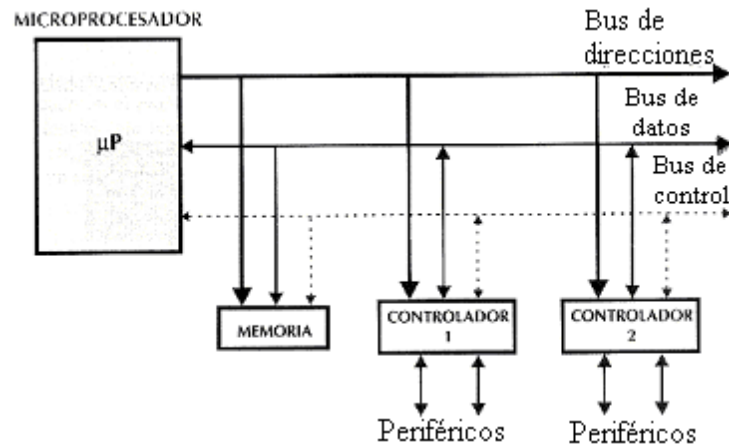 MICROPROCESADOR
µP
Bus de
direcciones
Bus de
datos
Bus de
control
MEMORIA
CONTROLADOR
1
CONTROLADOR
2
Periféricos
Periféricos